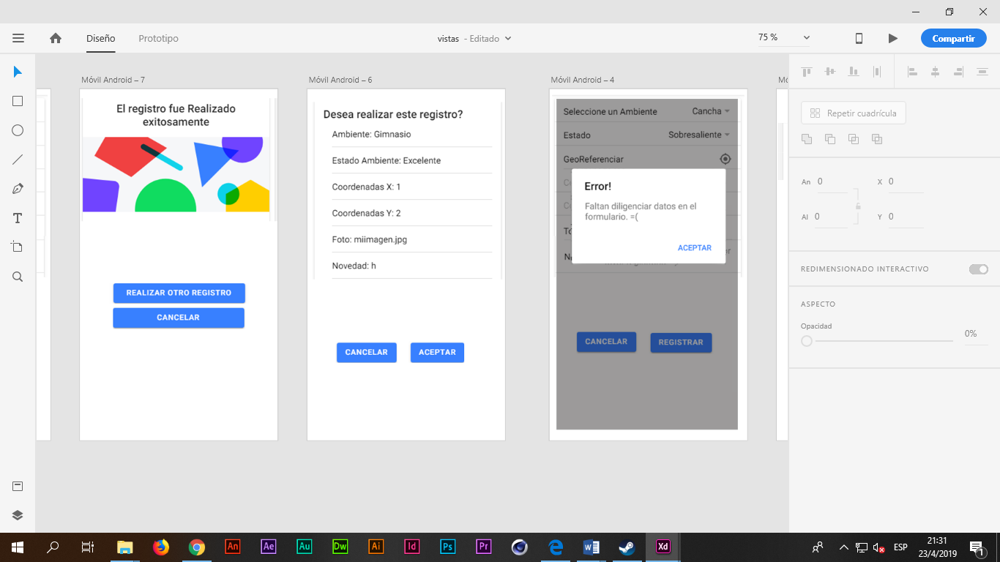 Diseño
Prototipo
vistas - Editado
75 %
Compartir
Móvil Android – 7
Móvil Android – 6
Móvil Android – 4
El registro fue Realizado
exitosamente
REALIZAR OTRO REGISTRO
CANCELAR
Desea realizar este registro?
Ambiente: Gimnasio
Estado Ambiente: Excelente
Coordenadas X: 1
Coordenadas Y: 2
Foto: miimagen.jpg
Novedad: h
CANCELAR
ACEPTAR
Seleccione un Ambiente
Cancha
Estado
Sobresaliente
GeoReferenciar
Error!
Faltan diligenciar datos en el
formulario. =(
ACEPTAR
CANCELAR
REGISTRAR
Repetir cuadrícula
An 0
X 0
Al 0
Y 0
REDIMENSIONADO INTERACTIVO
ASPECTO
Opacidad
0%
An
Ae
Au
Dw
Ai
Id
Ps
Pr
Xd
ESP
21:31
23/4/2019
1